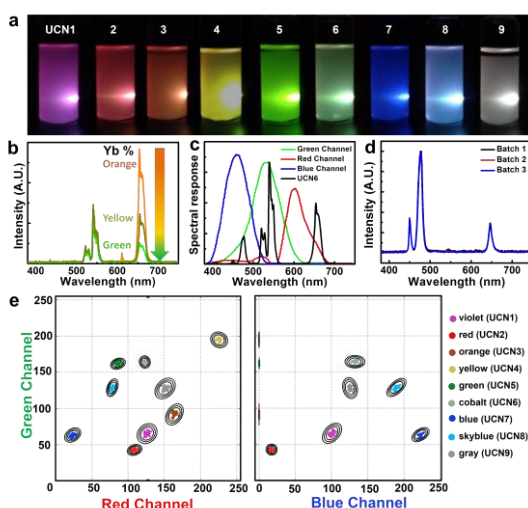 a
UCN1 2 3 4 5 6 7 8 9
b
Yb %
Orange
Yellow
Green
Intensity (A.U.)
400 500 600 700
Wavelength (nm)
c
Green Channel
Red Channel
Blue Channel
UCN6
Spectral response
400 500 600 700
Wavelength (nm)
d
Batch 1
Batch 2
Batch 3
Intensity (A.U.)
400 500 600 700
Wavelength (nm)
e
250
200
150
100
50
0
Green Channel
0 50 100 150 200 250
Red Channel
0 50 100 150 200 250
Blue Channel
violet (UCN1)
red (UCN2)
orange (UCN3)
yellow (UCN4)
green (UCN5)
cobalt (UCN6)
blue (UCN7)
skyblue (UCN8)
gray (UCN9)